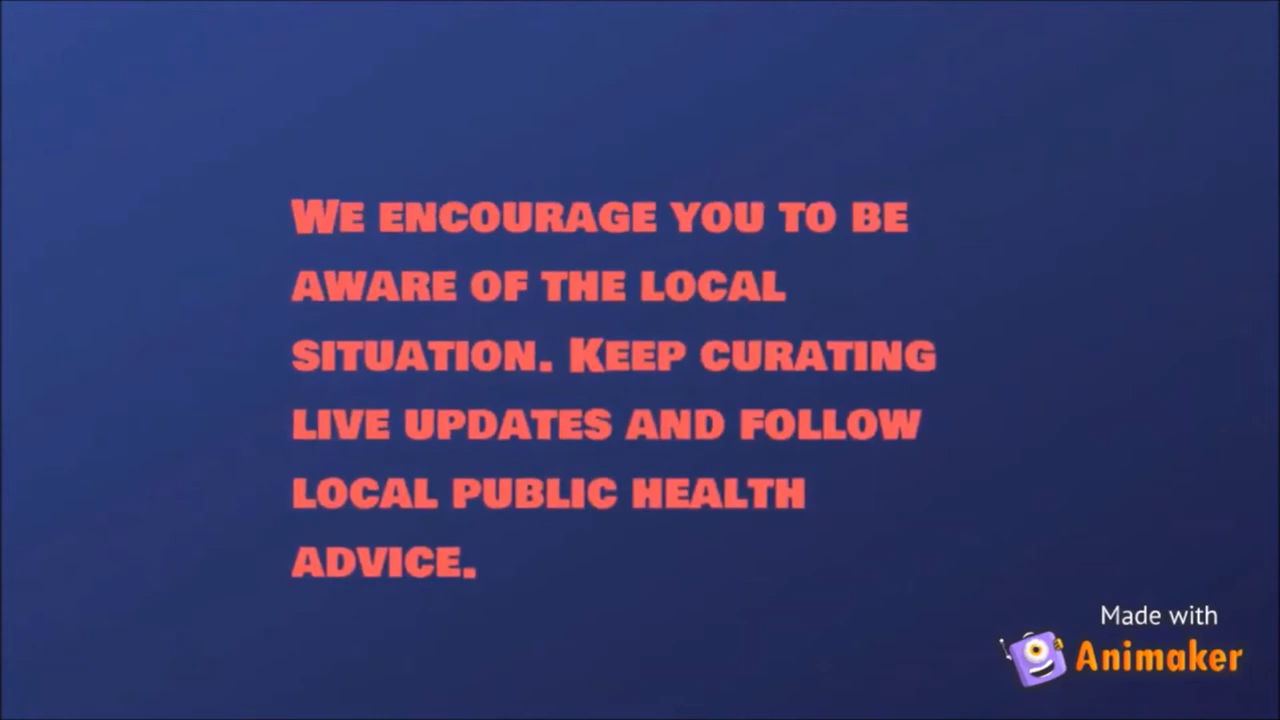 We encourage you to be
aware of the local
situation. Keep curating
live updates and follow
local public health
advice.
Made with
Animaker